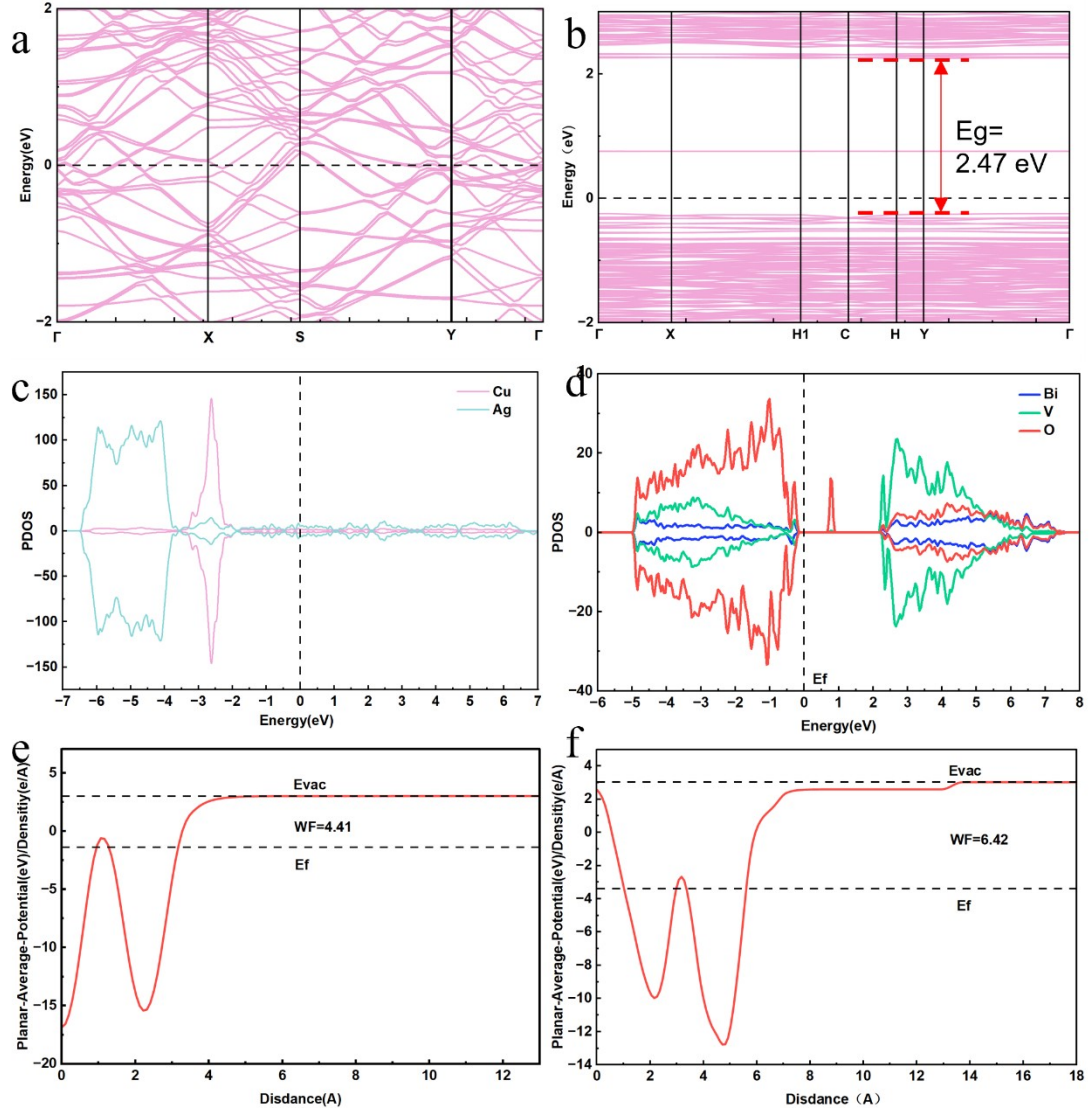 a
2
1
0
−1
−2
Energy(eV)
Γ X S Y Γ
b
2
0
−2
Energy (eV)
Eg=
2.47 eV
Γ X H1 C H Y Γ
c
150
100
50
0
−50
−100
−150
PDOS
Cu
Ag
−7 −6 −5 −4 −3 −2 −1 0 1 2 3 4 5 6 7
Energy(eV)
d
40
20
0
−20
−40
PDOS
Bi
V
O
Ef
−6 −5 −4 −3 −2 −1 0 1 2 3 4 5 6 7 8
Energy(eV)
e
5
0
−5
−10
−15
−20
Planar-Average-Potential(eV)/Densitiy(e/A)
Evac
WF=4.41
Ef
0 2 4 6 8 10 12
Disdance(A)
f
4
2
0
−2
−4
−6
−8
−10
−12
−14
Planar-Average-Potential(eV)/Densitiy(e/A)
Evac
WF=6.42
Ef
0 2 4 6 8 10 12 14 16 18
Disdance（A）